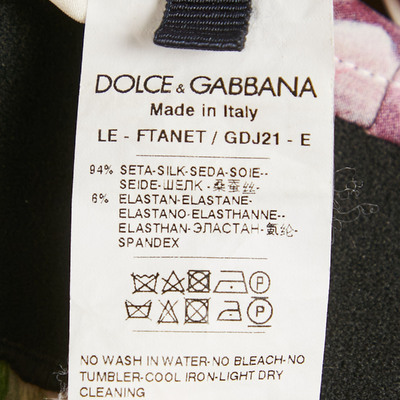 DOLCE & GABBANA
Made in Italy
LE - FTANET / GDJ21 - E
94% SETA-SILK-SEDA-SOIE--
SEIDE-ШЕЛК -桑蚕丝-
6% ELASTAN-ELASTANE-
ELASTANO-ELASTHANNE--
ELASTHAN-ЭЛАСТАН-氨纶-
SPANDEX
P
P
NO WASH IN WATER-NO BLEACH-NO
TUMBLER-COOL IRON-LIGHT DRY
CLEANING